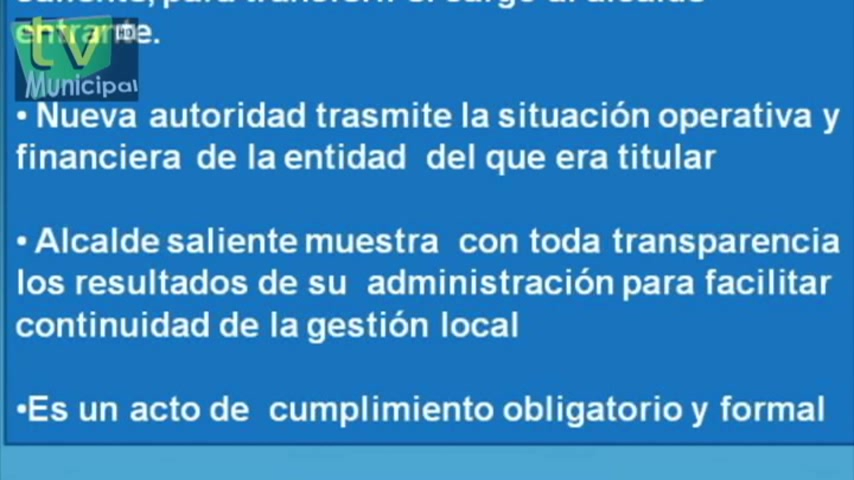 entrante.
tv
Municipal
• Nueva autoridad trasmite la situación operativa y
financiera de la entidad del que era titular
• Alcalde saliente muestra con toda transparencia
los resultados de su administración para facilitar
continuidad de la gestión local
•Es un acto de cumplimiento obligatorio y formal